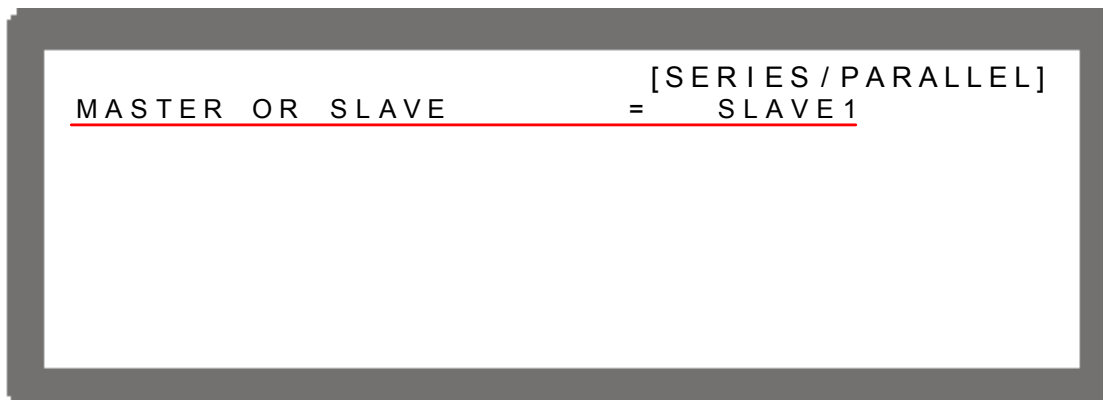 [SERIES/PARALLEL]
MASTER OR SLAVE = SLAVE1